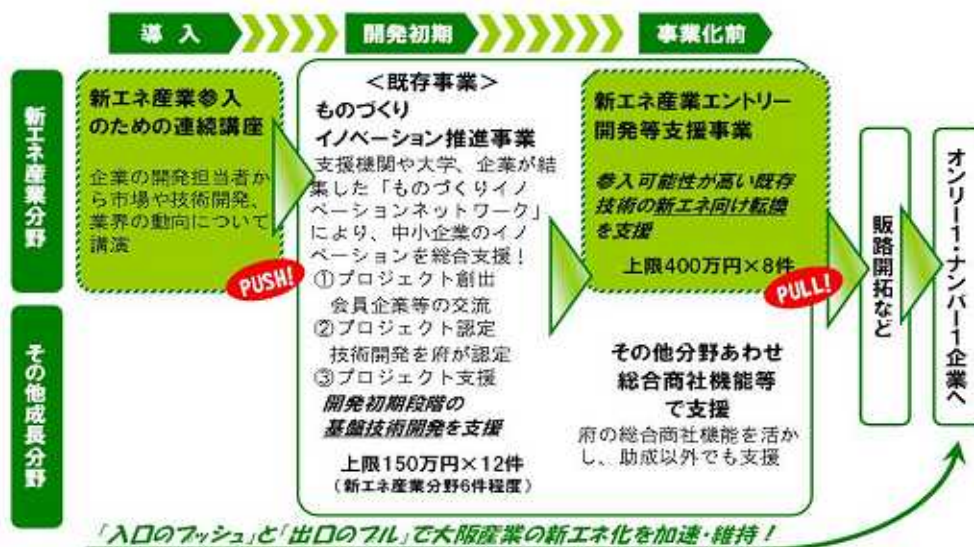 導入
開発初期
事業化前
新エネ産業分野
新エネ産業参入
のための連続講座
企業の開発担当者か
ら市場や技術開発、
業界の動向について
講演
PUSH!
＜既存事業＞
ものづくり
イノベーション推進事業
支援機関や大学、企業が結
集した「ものづくりイノ
ベーションネットワーク」
により、中小企業のイノ
ベーションを総合支援！
①プロジェクト創出
会員企業等の交流
②プロジェクト認定
技術開発を府が認定
③プロジェクト支援
開発初期段階の
基盤技術開発を支援
上限150万円×12件
（新エネ産業分野6件程度）
新エネ産業エントリー
開発等支援事業
参入可能性が高い既存
技術の新エネ向け転換
を支援
上限400万円×8件
PULL!
その他成長分野
その他分野あわせ
総合商社機能等
で支援
府の総合商社機能を活か
し、助成以外でも支援
販路開拓など
オンリー1・ナンバー1企業へ
「入口のプッシュ」と「出口のプル」で大阪産業の新エネ化を加速・維持！